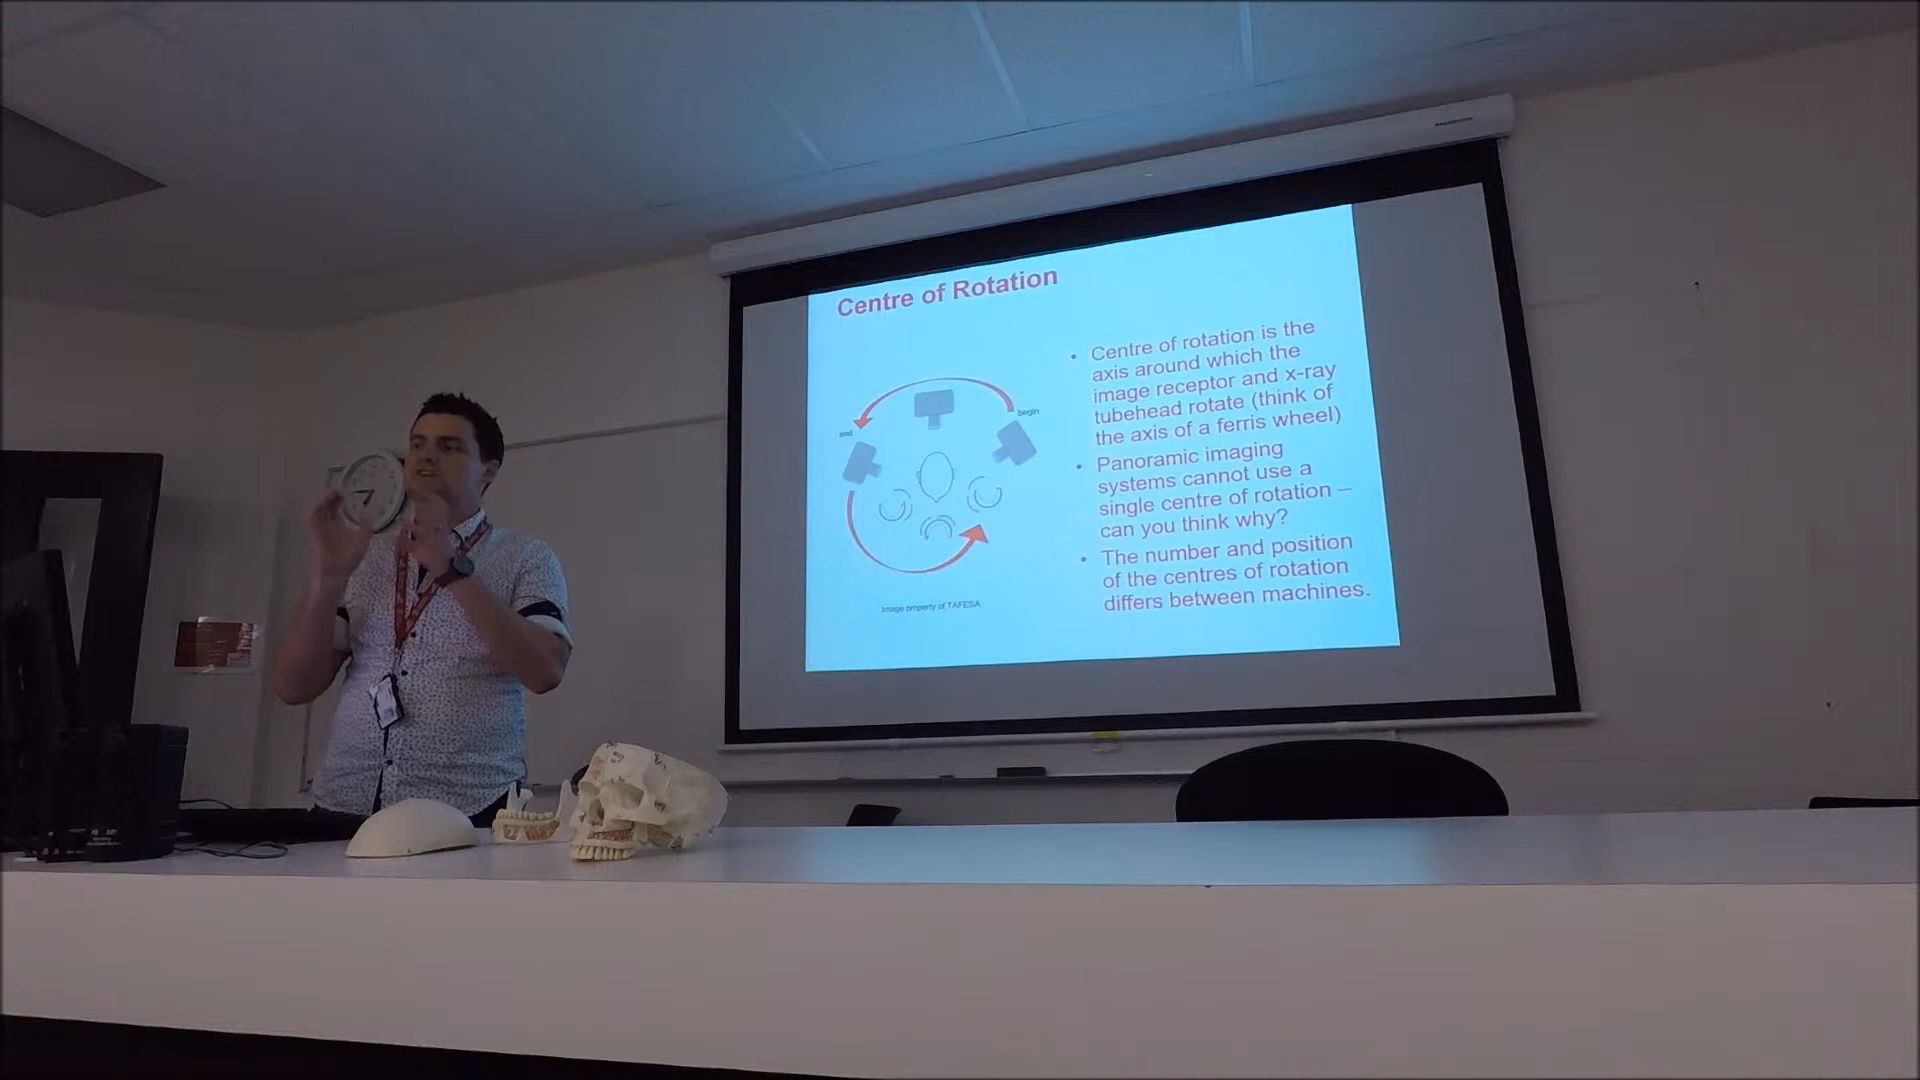 Centre of Rotation
begin
end
Image property of TAFESA
• Centre of rotation is the
axis around which the
image receptor and x-ray
tubehead rotate (think of
the axis of a ferris wheel)
• Panoramic imaging
systems cannot use a
single centre of rotation –
can you think why?
• The number and position
of the centres of rotation
differs between machines.